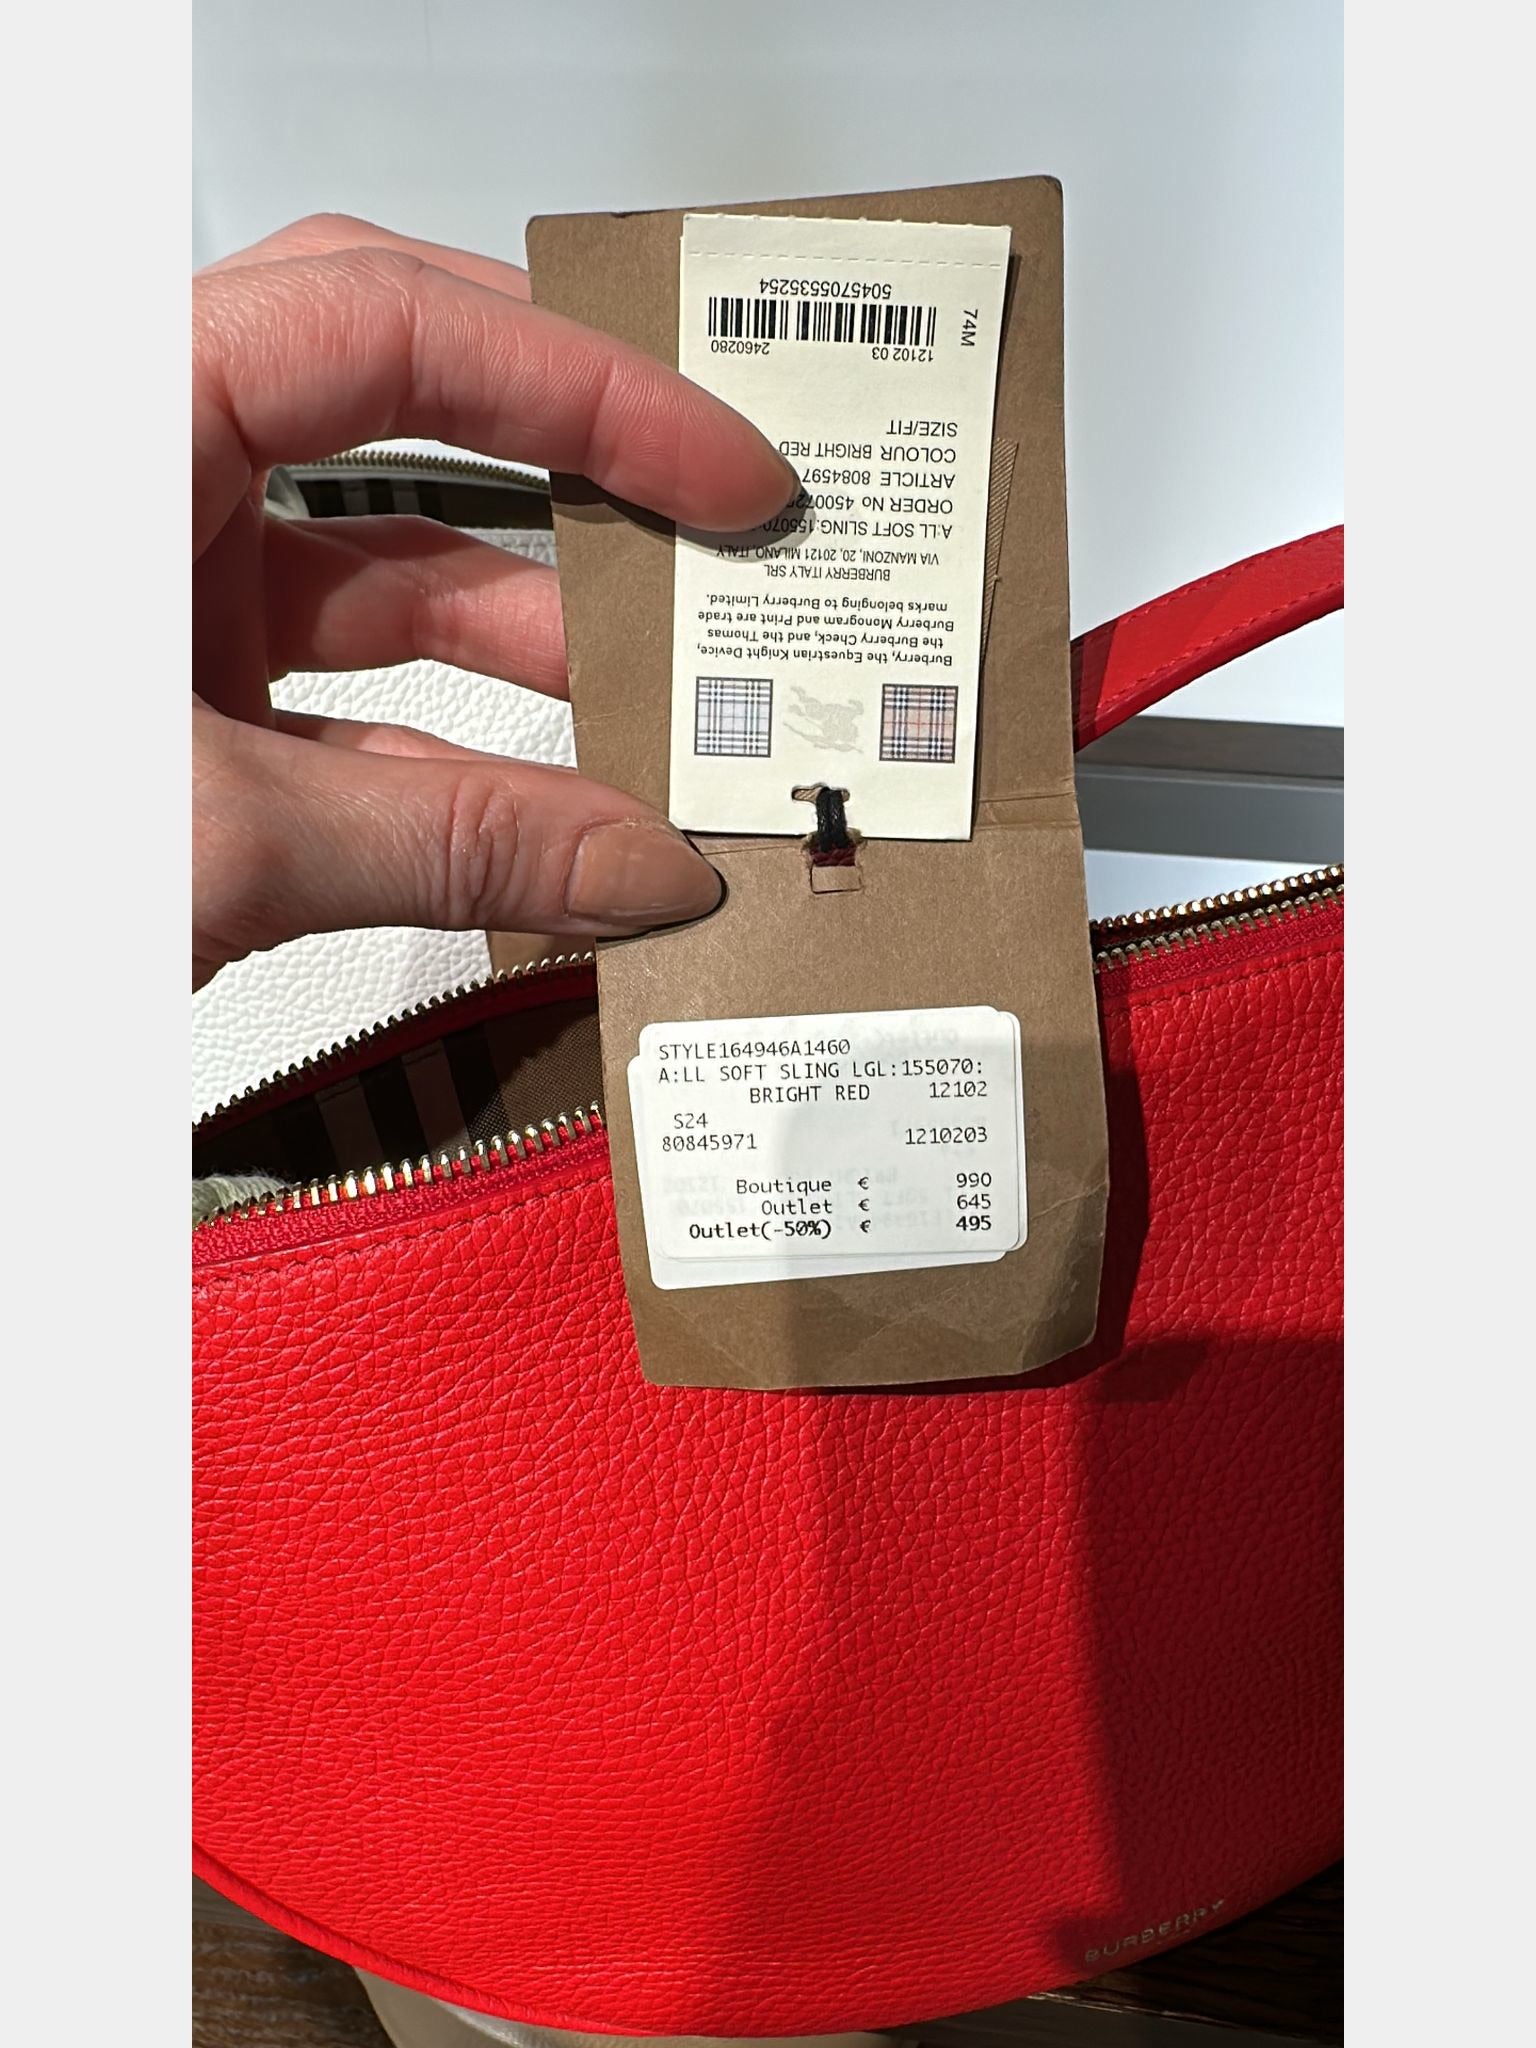 Burberry, the Equestrian Knight Device,
the Burberry Check, and the Thomas
Burberry Monogram and Print are trade
marks belonging to Burberry Limited.
BURBERRY ITALY SRL
VIA MANZONI, 20, 20121 MILANO, ITALY
A:LL SOFT SLING:155070
ORDER No
ARTICLE 8084597
COLOUR BRIGHT RED
SIZE/FIT
12102 03 2460280
74M
5045705535254
STYLE164946A1460
A:LL SOFT SLING LGL:155070:
BRIGHT RED 12102
S24
80845971 1210203
Boutique € 990
Outlet € 645
Outlet(-50%) € 495
BURBERRY